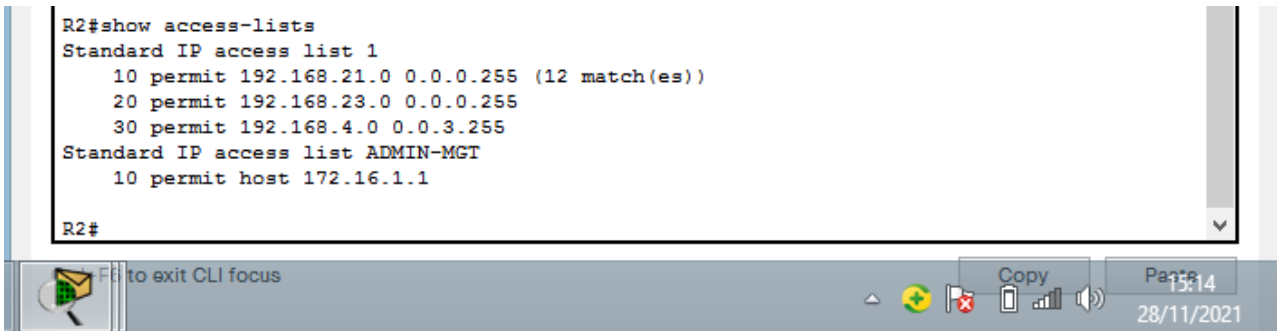 R2#show access-lists
Standard IP access list 1
10 permit 192.168.21.0 0.0.0.255 (12 match(es))
20 permit 192.168.23.0 0.0.0.255
30 permit 192.168.4.0 0.0.3.255
Standard IP access list ADMIN-MGT
10 permit host 172.16.1.1
R2#
F6 to exit CLI focus
Copy
Paste
15:14
28/11/2021